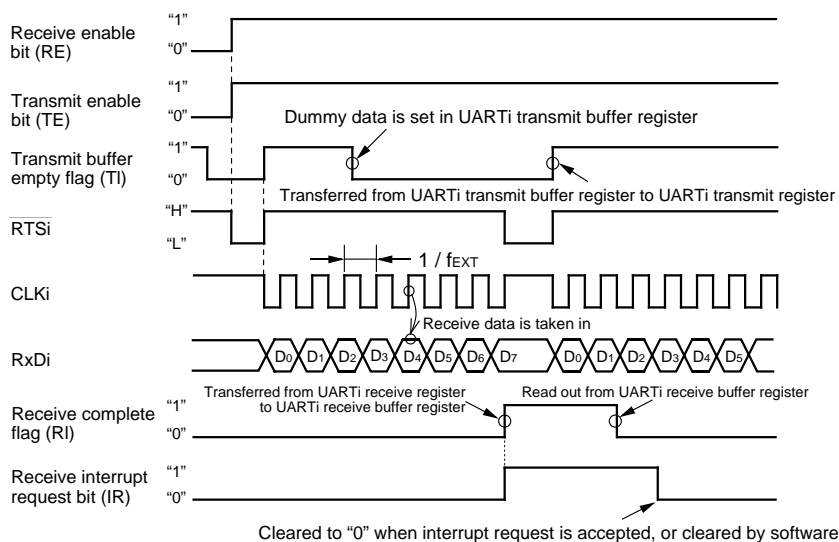 Receive enable
bit (RE)
“1”
“0”
Transmit enable
bit (TE)
“1”
“0”
Dummy data is set in UARTi transmit buffer register
Transmit buffer
empty flag (TI)
“1”
“0”
Transferred from UARTi transmit buffer register to UARTi transmit register
RTSi
“H”
“L”
1 / fEXT
CLKi
Receive data is taken in
RxDi
D0 D1 D2 D3 D4 D5 D6 D7 D0 D1 D2 D3 D4 D5
Transferred from UARTi receive register
to UARTi receive buffer register
Read out from UARTi receive buffer register
Receive complete
flag (RI)
“1”
“0”
Receive interrupt
request bit (IR)
“1”
“0”
Cleared to “0” when interrupt request is accepted, or cleared by software